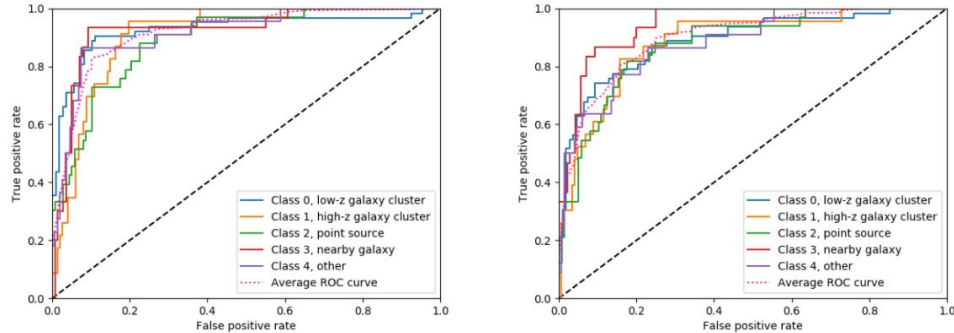 1.0
0.8
0.6
0.4
0.2
0.0
True positive rate
Class 0, low-z galaxy cluster
Class 1, high-z galaxy cluster
Class 2, point source
Class 3, nearby galaxy
Class 4, other
Average ROC curve
0.0 0.2 0.4 0.6 0.8 1.0
False positive rate
1.0
0.8
0.6
0.4
0.2
0.0
True positive rate
Class 0, low-z galaxy cluster
Class 1, high-z galaxy cluster
Class 2, point source
Class 3, nearby galaxy
Class 4, other
Average ROC curve
0.0 0.2 0.4 0.6 0.8 1.0
False positive rate